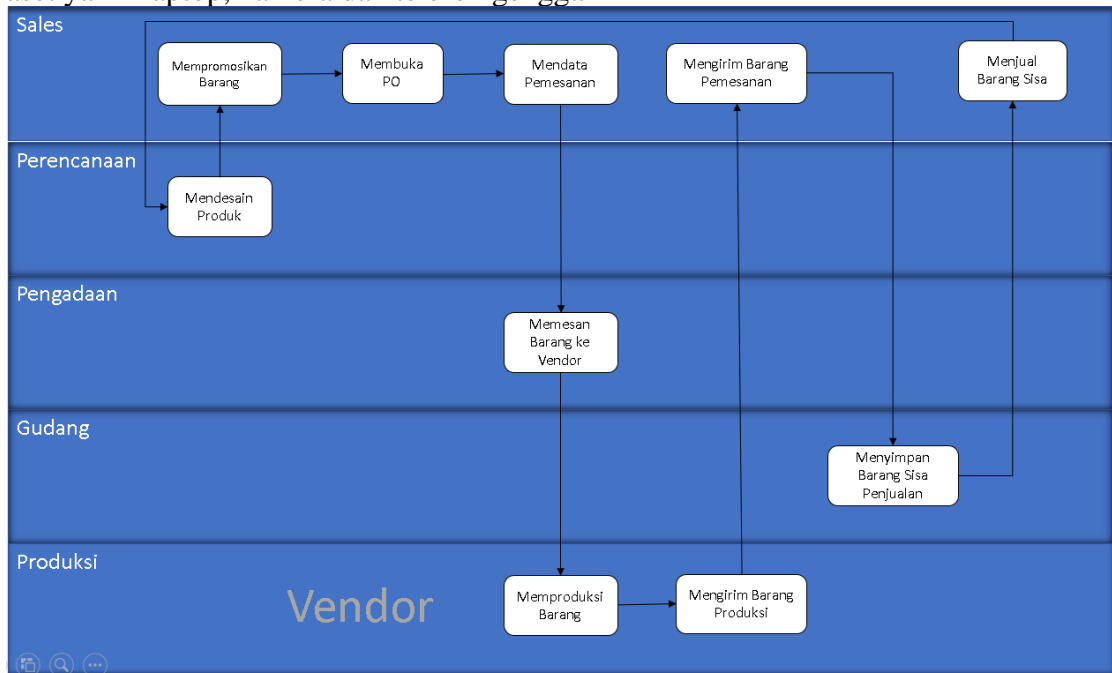 Sales
Mempromosikan
Barang
Membuka
PO
Mendata
Pemesanan
Mengirim Barang
Pemesanan
Menjual
Barang Sisa
Perencanaan
Mendesain
Produk
Pengadaan
Memesan
Barang ke
Vendor
Gudang
Menyimpan
Barang Sisa
Penjualan
Produksi
Vendor
Memproduksi
Barang
Mengirim Barang
Produksi